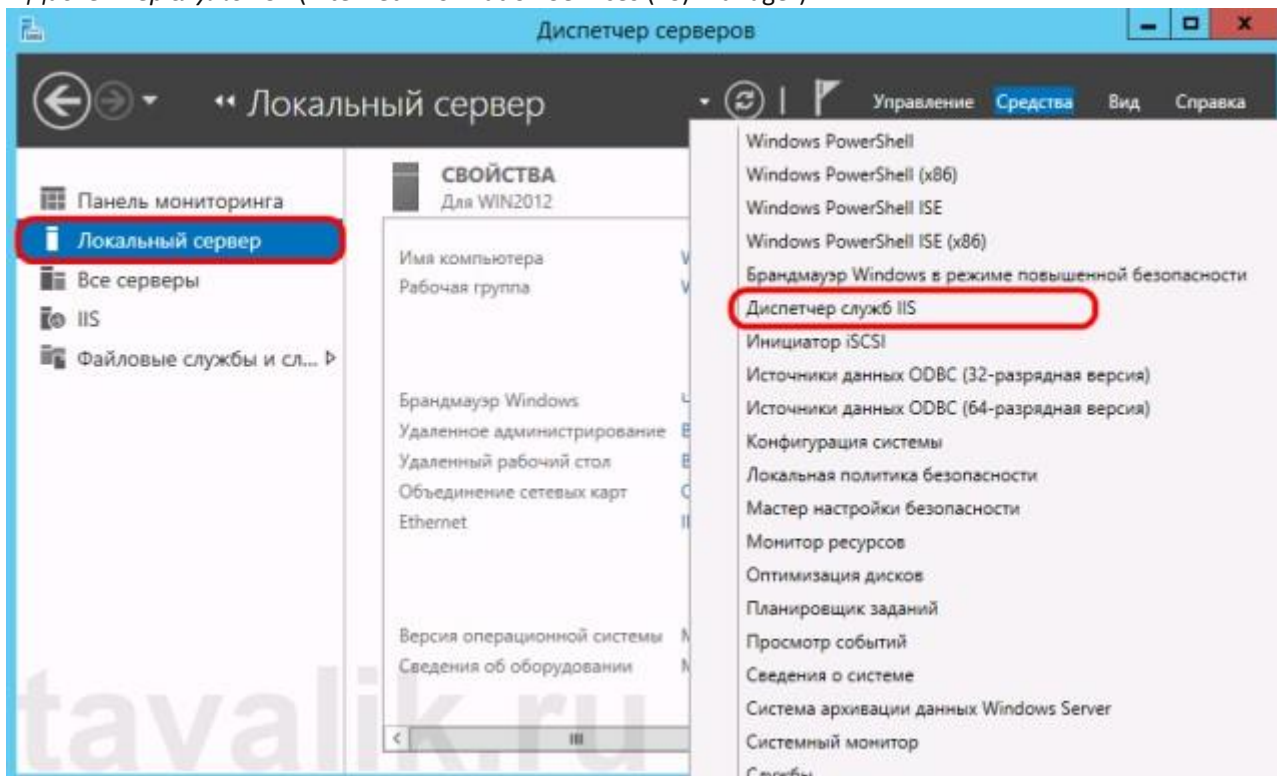 Диспетчер серверов
Локальный сервер
Управление Средства Вид Справка
Панель мониторинга
Локальный сервер
Все серверы
IIS
Файловые службы и сл...
СВОЙСТВА
Для WIN2012
Имя компьютера
Рабочая группа
Брандмауэр Windows
Удаленное администрирование
Удаленный рабочий стол
Объединение сетевых карт
Ethernet
Версия операционной системы
Сведения об оборудовании
Windows PowerShell
Windows PowerShell (x86)
Windows PowerShell ISE
Windows PowerShell ISE (x86)
Брандмауэр Windows в режиме повышенной безопасности
Диспетчер служб IIS
Инициатор iSCSI
Источники данных ODBC (32-разрядная версия)
Источники данных ODBC (64-разрядная версия)
Конфигурация системы
Локальная политика безопасности
Мастер настройки безопасности
Монитор ресурсов
Оптимизация дисков
Планировщик заданий
Просмотр событий
Сведения о системе
Система архивации данных Windows Server
Системный монитор
Службы
tavalik.ru